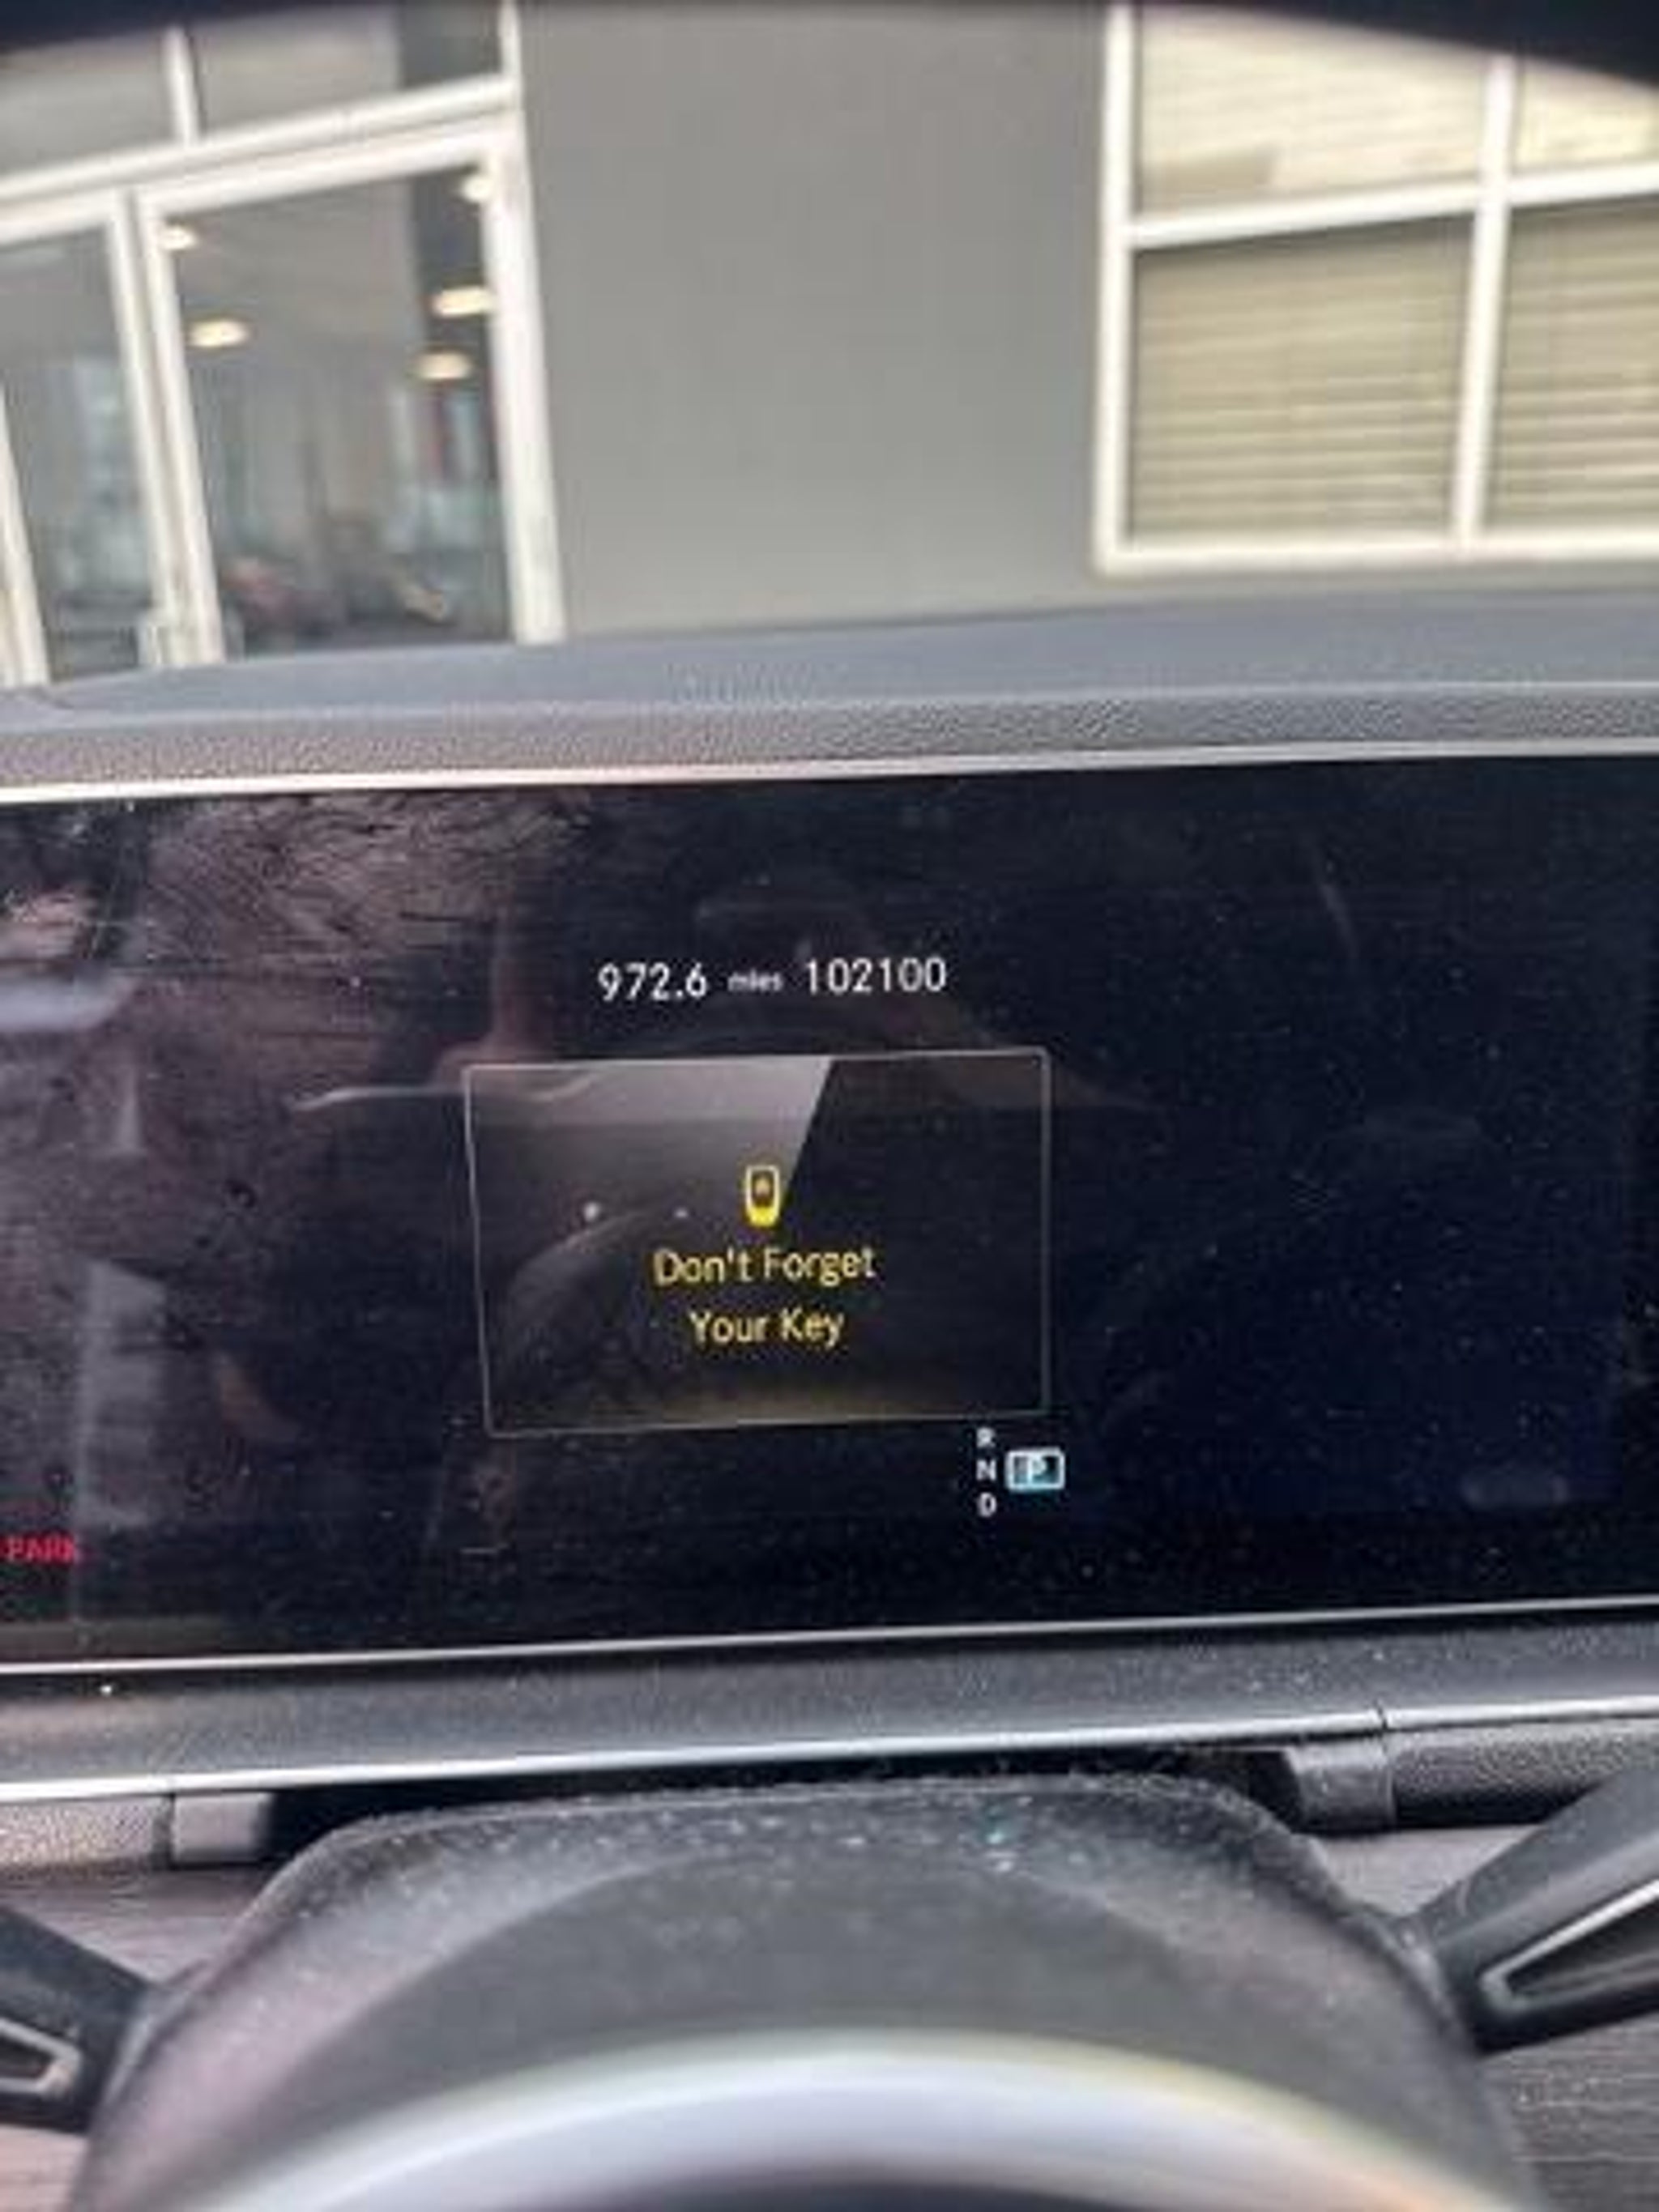 972.6 miles 102100
Don't Forget
Your Key
R
N P
D
PARK